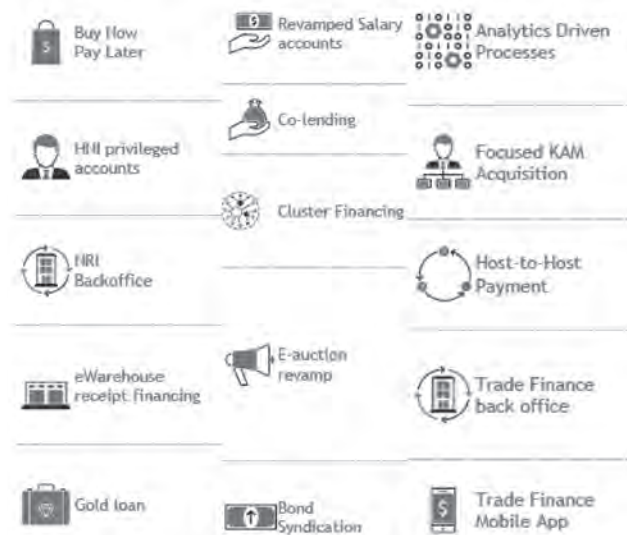 Buy Now
Pay Later
HNI privileged
accounts
NRI
Backoffice
eWarehouse
receipt financing
Gold loan
Revamped Salary
accounts
Co-lending
Cluster Financing
E-auction
revamp
Bond
Syndication
Analytics Driven
Processes
Focused KAM
Acquisition
Host-to-Host
Payment
Trade Finance
back office
Trade Finance
Mobile App